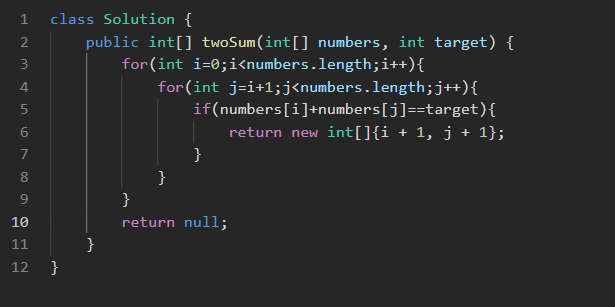 1 class Solution {
2     public int[] twoSum(int[] numbers, int target) {
3         for(int i=0;i<numbers.length;i++){
4             for(int j=i+1;j<numbers.length;j++){
5                 if(numbers[i]+numbers[j]==target){
6                     return new int[]{i + 1, j + 1};
7                 }
8             }
9         }
10         return null;
11     }
12 }